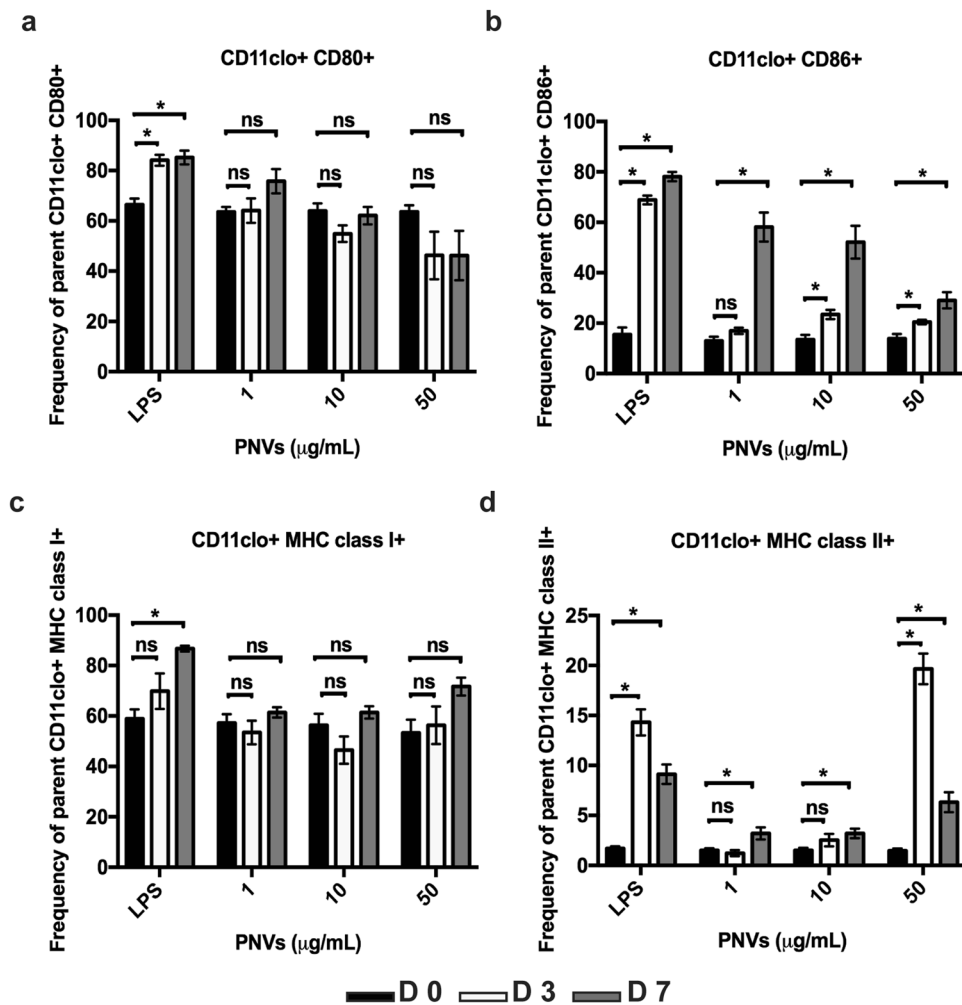 a
CD11clo+ CD80+
Frequency of parent CD11clo+ CD80+
100
80
60
40
20
0
*
*
ns
ns
ns
ns
ns
ns
LPS
1
10
50
PNVs (μg/mL)
b
CD11clo+ CD86+
Frequency of parent CD11clo+ CD86+
100
80
60
40
20
0
*
*
*
ns
*
*
*
*
LPS
1
10
50
PNVs (μg/mL)
c
CD11clo+ MHC class I+
Frequency of parent CD11clo+ MHC class I+
100
80
60
40
20
0
*
ns
ns
ns
ns
ns
ns
ns
LPS
1
10
50
PNVs (μg/mL)
d
CD11clo+ MHC class II+
Frequency of parent CD11clo+ MHC class II+
25
20
15
10
5
0
*
*
*
ns
*
ns
*
*
LPS
1
10
50
PNVs (μg/mL)
D 0 D 3 D 7